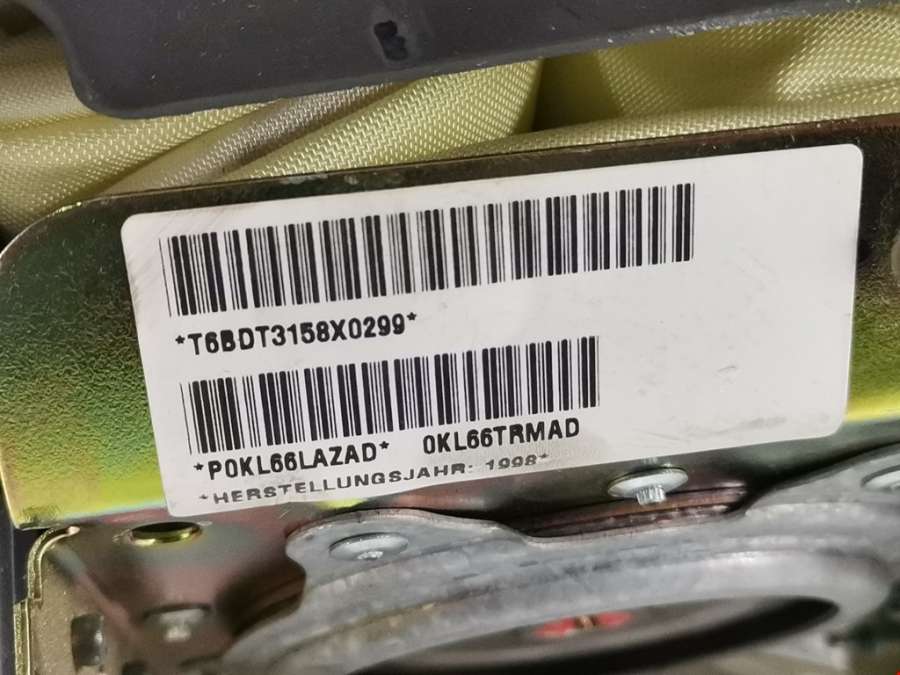 *T6BDT3158X0299*
*P0KL66LAZAD* 0KL66TRMAD
*HERSTELLUNGSJAHR: 1998*